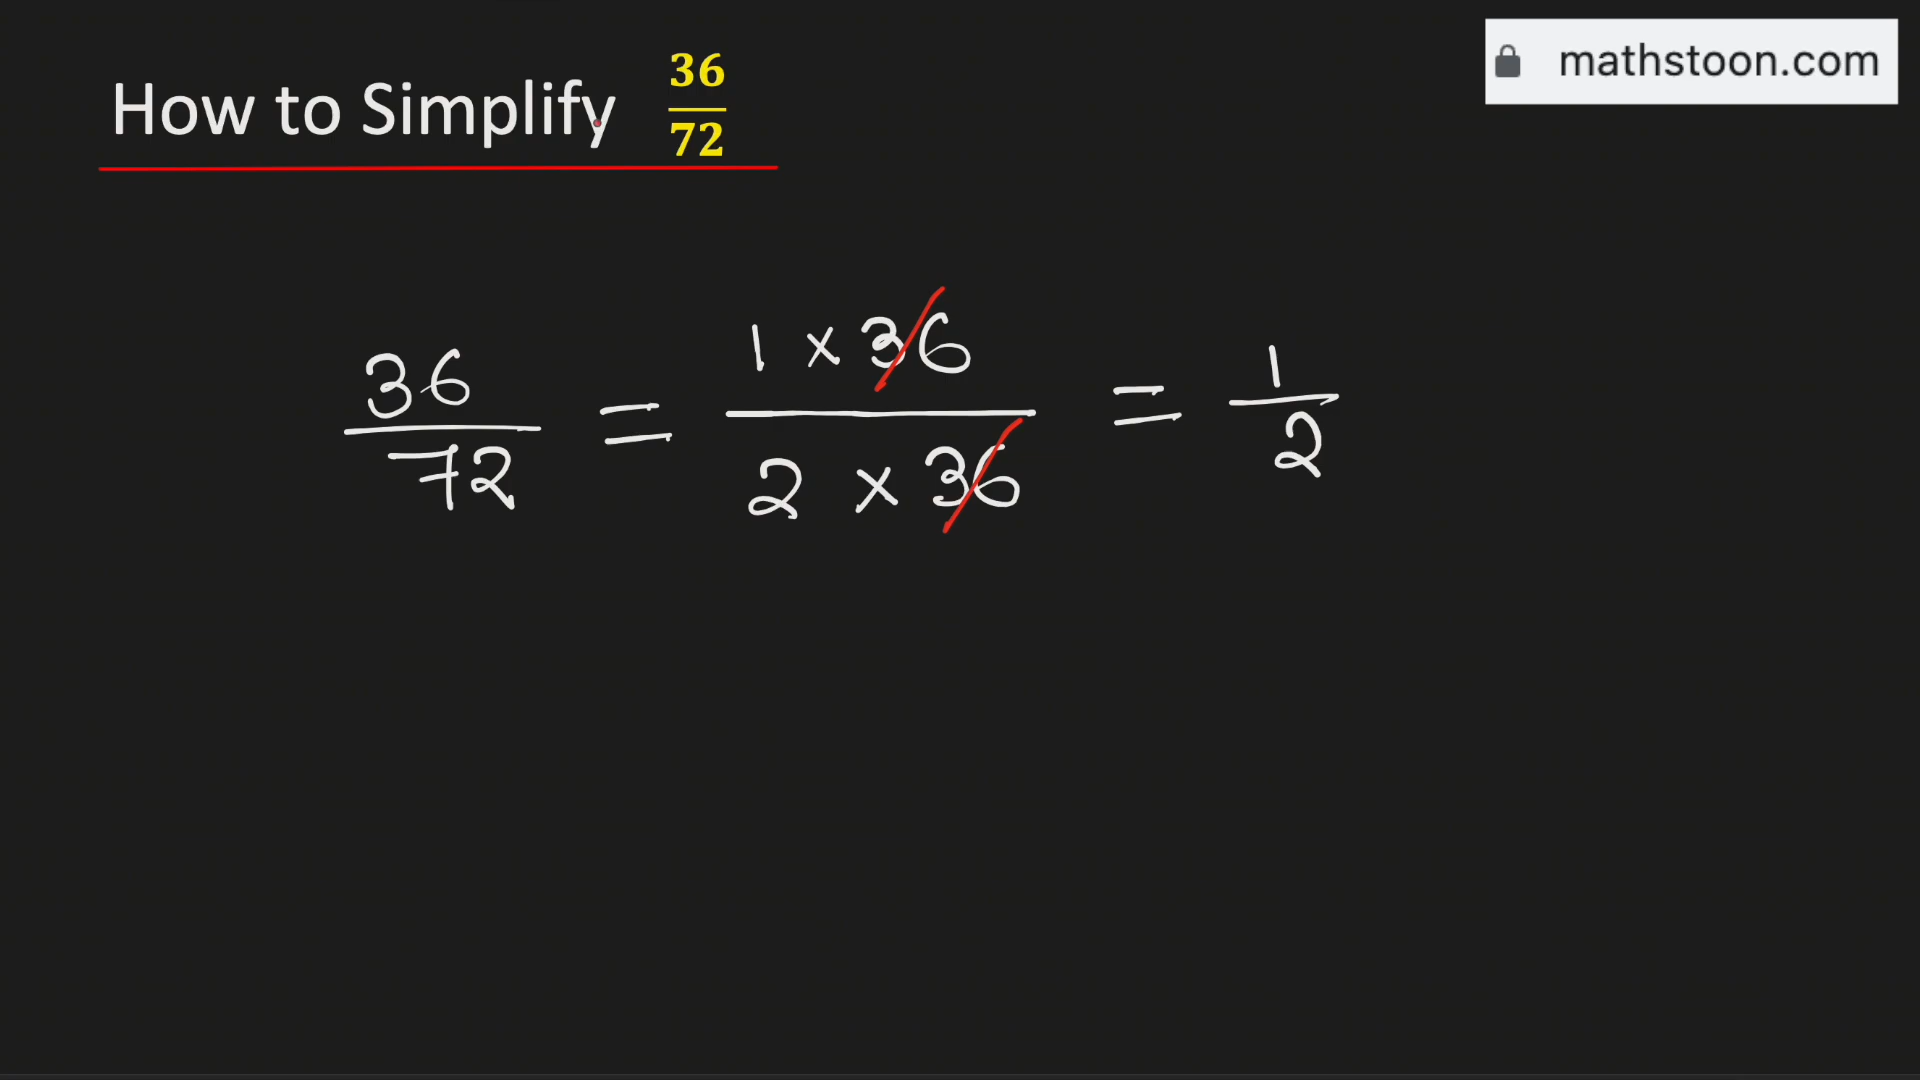 How to Simplify 36/72
mathstoon.com
36/72 = 1 x 36 / 2 x 36 = 1/2